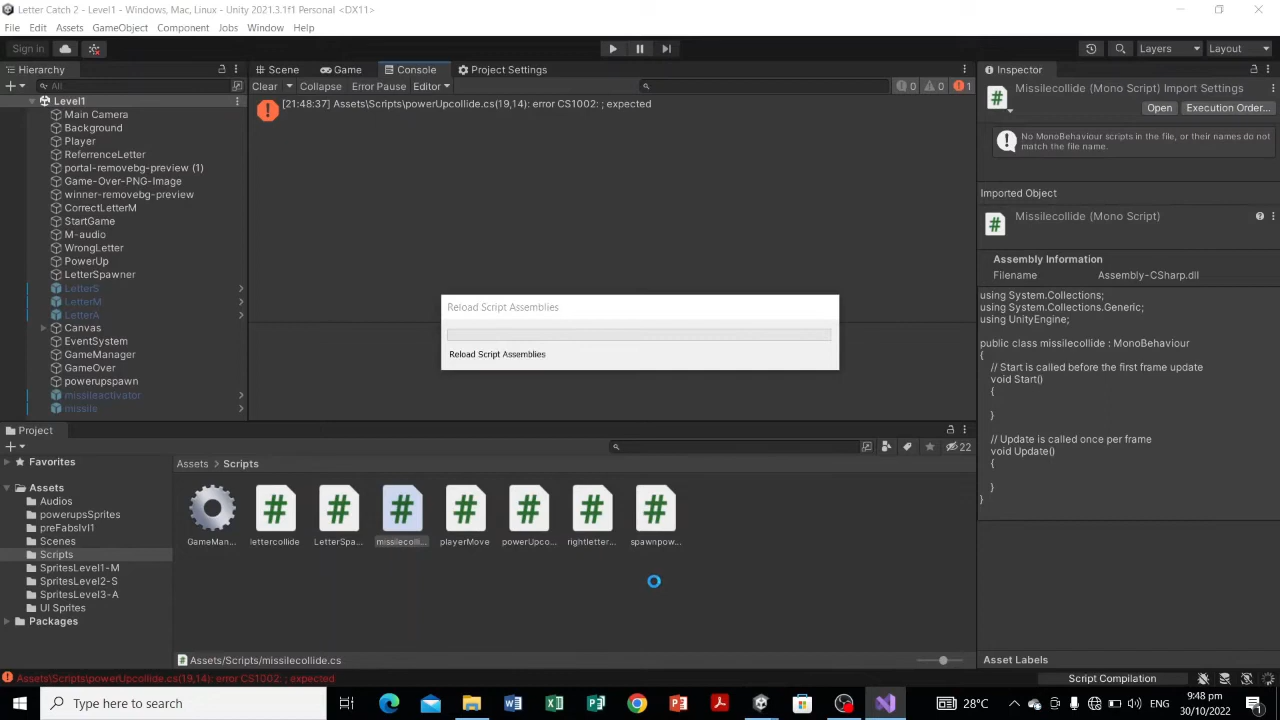 Letter Catch 2 - Level1 - Windows, Mac, Linux - Unity 2021.3.1f1 Personal <DX11>
File Edit Assets GameObject Component Jobs Window Help
Sign in
Layers
Layout
Hierarchy
Scene
Game
Console
Project Settings
Inspector
All
Clear
Collapse
Error Pause
Editor
0
0
1
Missilecollide (Mono Script) Import Settings
Open
Execution Order...
[21:48:37] Assets\Scripts\powerUpcollide.cs(19,14): error CS1002: ; expected
No MonoBehaviour scripts in the file, or their names do not
match the file name.
Level1
Main Camera
Background
Player
ReferrenceLetter
portal-removebg-preview (1)
Game-Over-PNG-Image
winner-removebg-preview
CorrectLetterM
StartGame
M-audio
WrongLetter
PowerUp
LetterSpawner
LetterS
LetterM
LetterA
Canvas
EventSystem
GameManager
GameOver
powerupspawn
missileactivator
missile
Reload Script Assemblies
Reload Script Assemblies
Imported Object
Missilecollide (Mono Script)
Assembly Information
Filename Assembly-CSharp.dll
using System.Collections;
using System.Collections.Generic;
using UnityEngine;
public class missilecollide : MonoBehaviour
{
// Start is called before the first frame update
void Start()
{
}
// Update is called once per frame
void Update()
{
}
}
Project
22
Favorites
Assets
Audios
powerupsSprites
preFabslvl1
Scenes
Scripts
SpritesLevel1-M
SpritesLevel2-S
SpritesLevel3-A
UI Sprites
Packages
Assets > Scripts
GameMan...
lettercollide
LetterSpa...
missilecolli...
playerMove
powerUpco...
rightletter...
spawnpow...
Assets/Scripts/missilecollide.cs
Asset Labels
Assets\Scripts\powerUpcollide.cs(19,14): error CS1002: ; expected
Script Compilation
Type here to search
28°C
ENG
9:48 pm
30/10/2022